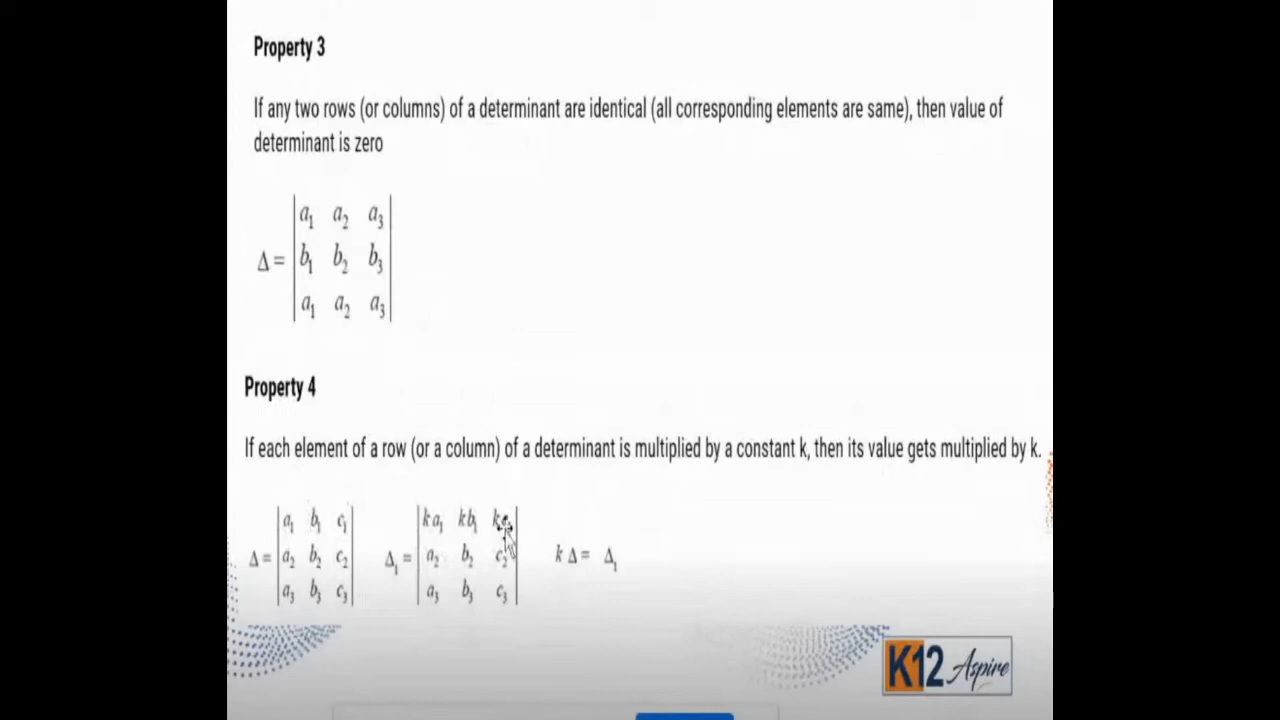 Property 3
If any two rows (or columns) of a determinant are identical (all corresponding elements are same), then value of
determinant is zero
a₁ a₂ a₃
Δ = b₁ b₂ b₃
a₁ a₂ a₃
Property 4
If each element of a row (or a column) of a determinant is multiplied by a constant k, then its value gets multiplied by k.
a₁ b₁ c₁ ka₁ kb₁
Δ = a₂ b₂ c₂ Δ₁ = a₂ b₂ c₂ k Δ = Δ₁
a₃ b₃ c₃ a₃ b₃ c₃
K12 Aspire